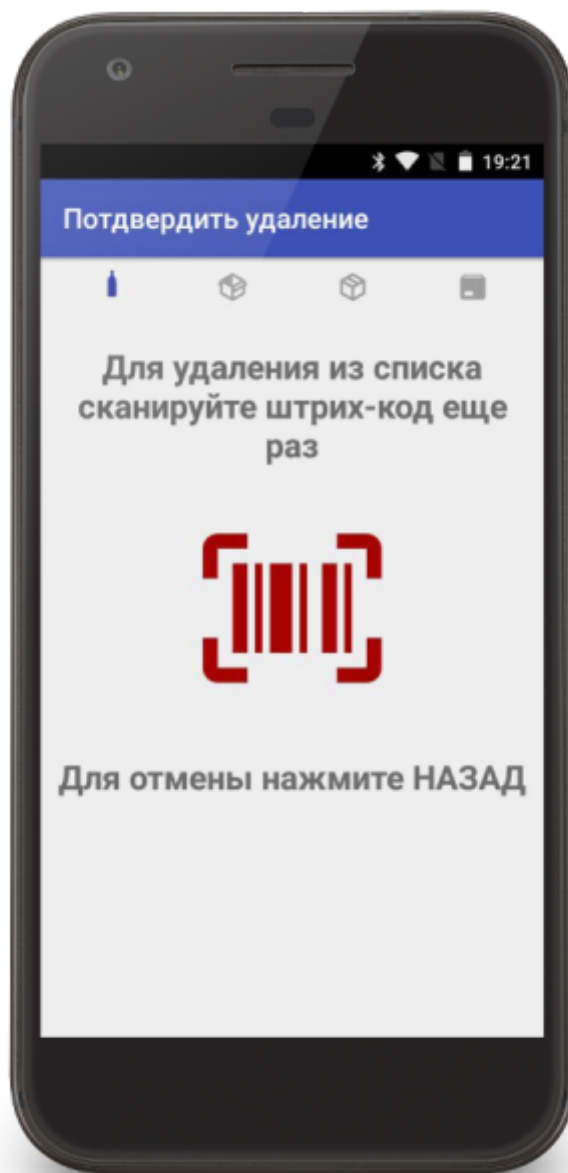 19:21
Потдвердить удаление
Для удаления из списка
сканируйте штрих-код еще
раз
Для отмены нажмите НАЗАД